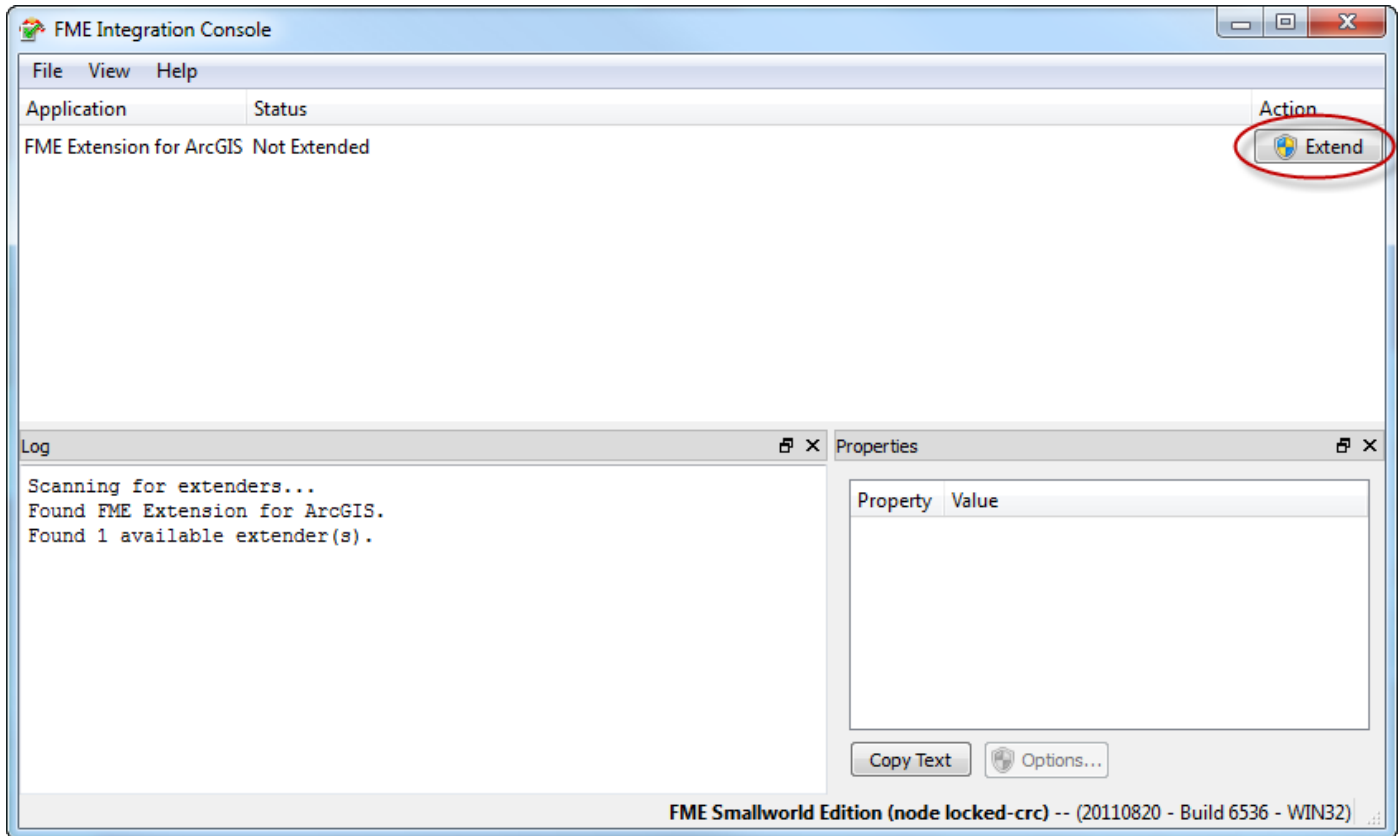 FME Integration Console
File View Help
Application Status Action
FME Extension for ArcGIS Not Extended Extend
Log
Scanning for extenders...
Found FME Extension for ArcGIS.
Found 1 available extender(s).
Properties
Property Value
Copy Text Options...
FME Smallworld Edition (node locked-crc) -- (20110820 - Build 6536 - WIN32)